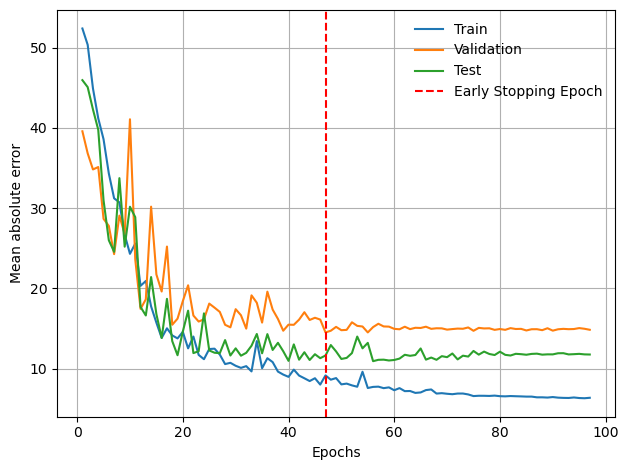 Train
Validation
Test
Early Stopping Epoch
50
40
30
20
10
Mean absolute error
0 20 40 60 80 100
Epochs